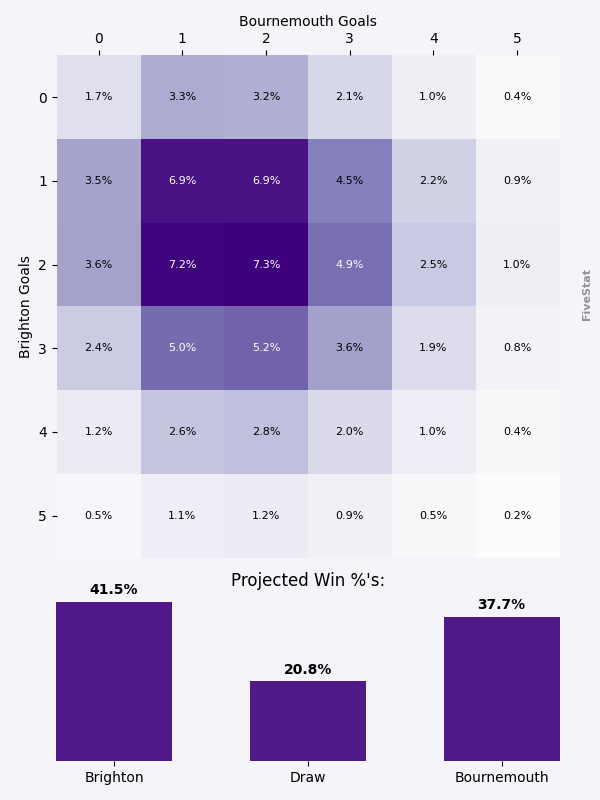 Bournemouth Goals
0 1 2 3 4 5
0 1.7% 3.3% 3.2% 2.1% 1.0% 0.4%
1 3.5% 6.9% 6.9% 4.5% 2.2% 0.9%
2 3.6% 7.2% 7.3% 4.9% 2.5% 1.0%
3 2.4% 5.0% 5.2% 3.6% 1.9% 0.8%
4 1.2% 2.6% 2.8% 2.0% 1.0% 0.4%
5 0.5% 1.1% 1.2% 0.9% 0.5% 0.2%
Brighton Goals
FiveStat
Projected Win %'s:
41.5% 20.8% 37.7%
Brighton Draw Bournemouth